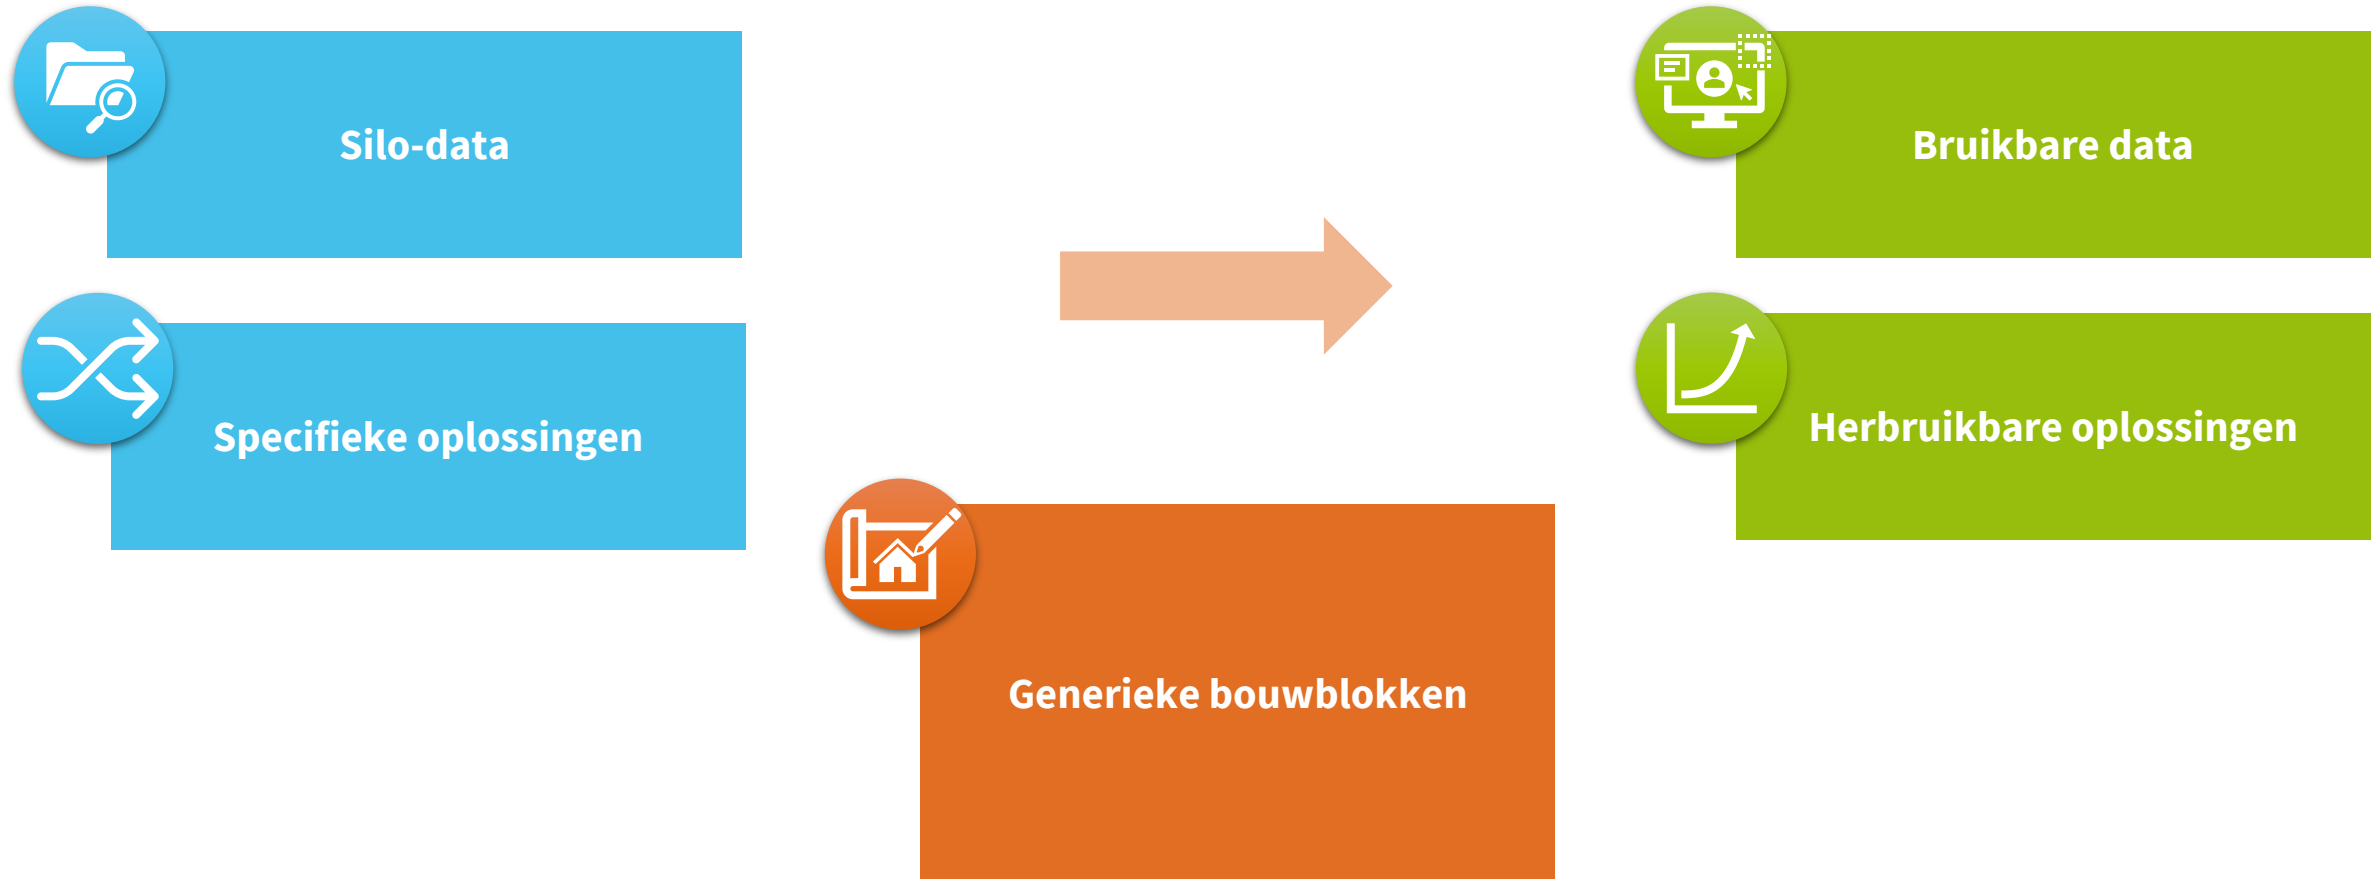 Silo-data
Specifieke oplossingen
Generieke bouwblokken
Bruikbare data
Herbruikbare oplossingen